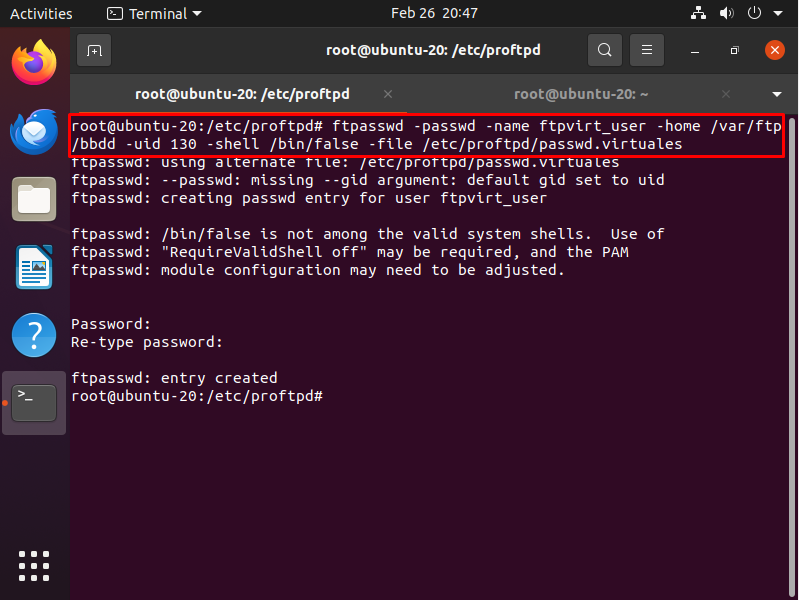 Activities
Terminal
Feb 26 20:47
root@ubuntu-20: /etc/proftpd
root@ubuntu-20: /etc/proftpd
root@ubuntu-20: ~
root@ubuntu-20:/etc/proftpd# ftpasswd -passwd -name ftpvirt_user -home /var/ftp
/bbdd -uid 130 -shell /bin/false -file /etc/proftpd/passwd.virtuales
ftpasswd: using alternate file: /etc/proftpd/passwd.virtuales
ftpasswd: --passwd: missing --gid argument: default gid set to uid
ftpasswd: creating passwd entry for user ftpvirt_user
ftpasswd: /bin/false is not among the valid system shells.  Use of
ftpasswd: "RequireValidShell off" may be required, and the PAM
ftpasswd: module configuration may need to be adjusted.
Password:
Re-type password:
ftpasswd: entry created
root@ubuntu-20:/etc/proftpd#